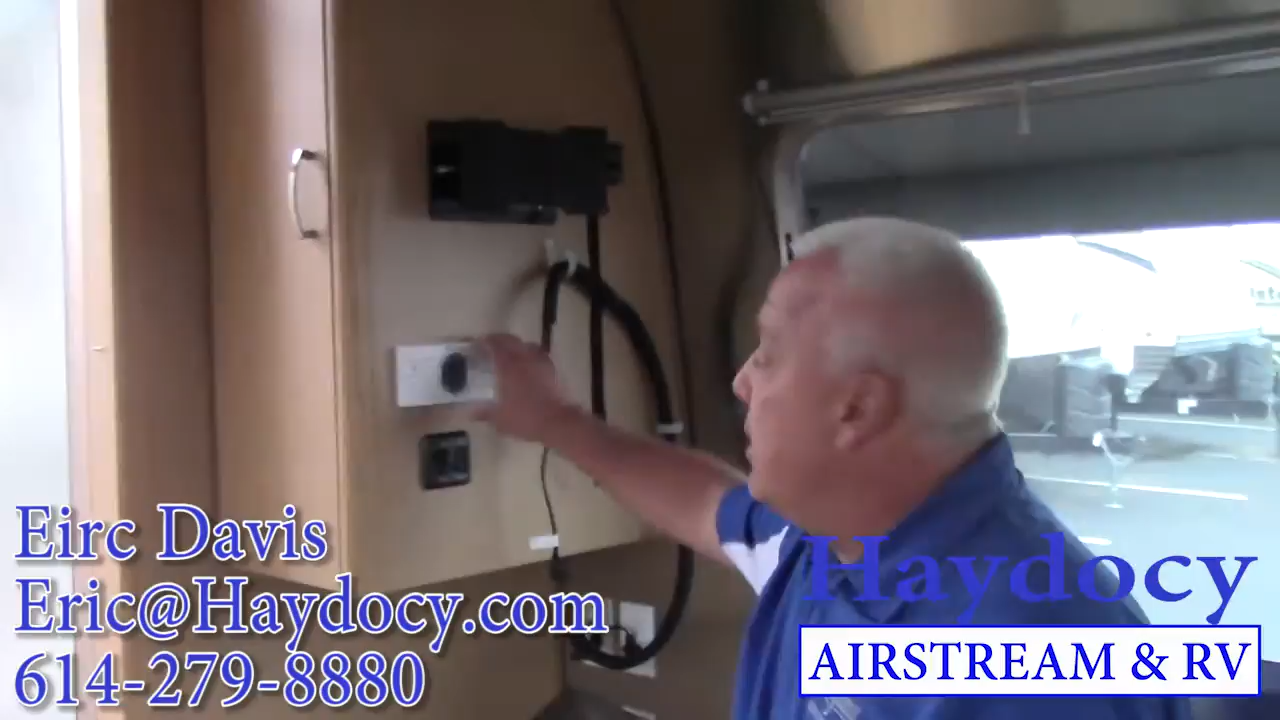 Eirc Davis
Eric@Haydocy.com
614-279-8880
Haydocy
AIRSTREAM & RV